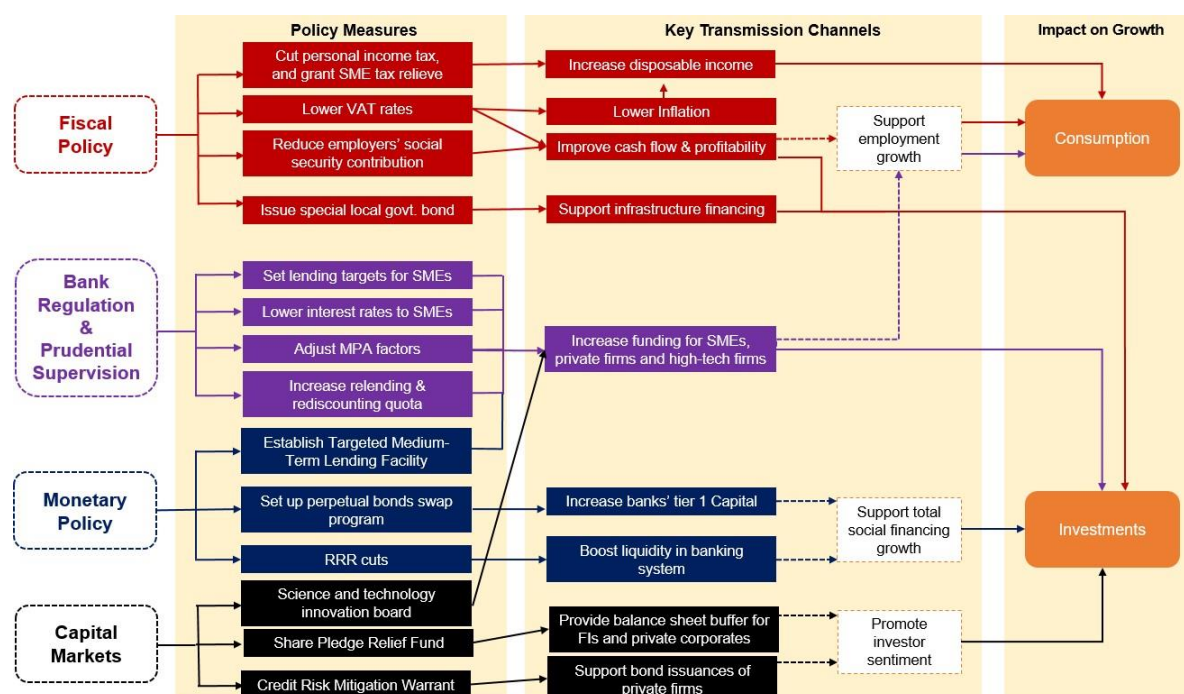 Policy Measures
Key Transmission Channels
Impact on Growth
Fiscal
Policy
Cut personal income tax,
and grant SME tax relieve
Lower VAT rates
Reduce employers' social
security contribution
Issue special local govt. bond
Increase disposable income
Lower Inflation
Improve cash flow & profitability
Support infrastructure financing
Support
employment
growth
Consumption
Bank
Regulation
&
Prudential
Supervision
Set lending targets for SMEs
Lower interest rates to SMEs
Adjust MPA factors
Increase relending &
rediscounting quota
Increase funding for SMEs,
private firms and high-tech firms
Monetary
Policy
Establish Targeted Medium-
Term Lending Facility
Set up perpetual bonds swap
program
RRR cuts
Increase banks' tier 1 Capital
Boost liquidity in banking
system
Support total
social financing
growth
Investments
Capital
Markets
Science and technology
innovation board
Share Pledge Relief Fund
Credit Risk Mitigation Warrant
Provide balance sheet buffer for
FIs and private corporates
Support bond issuances of
private firms
Promote
investor
sentiment